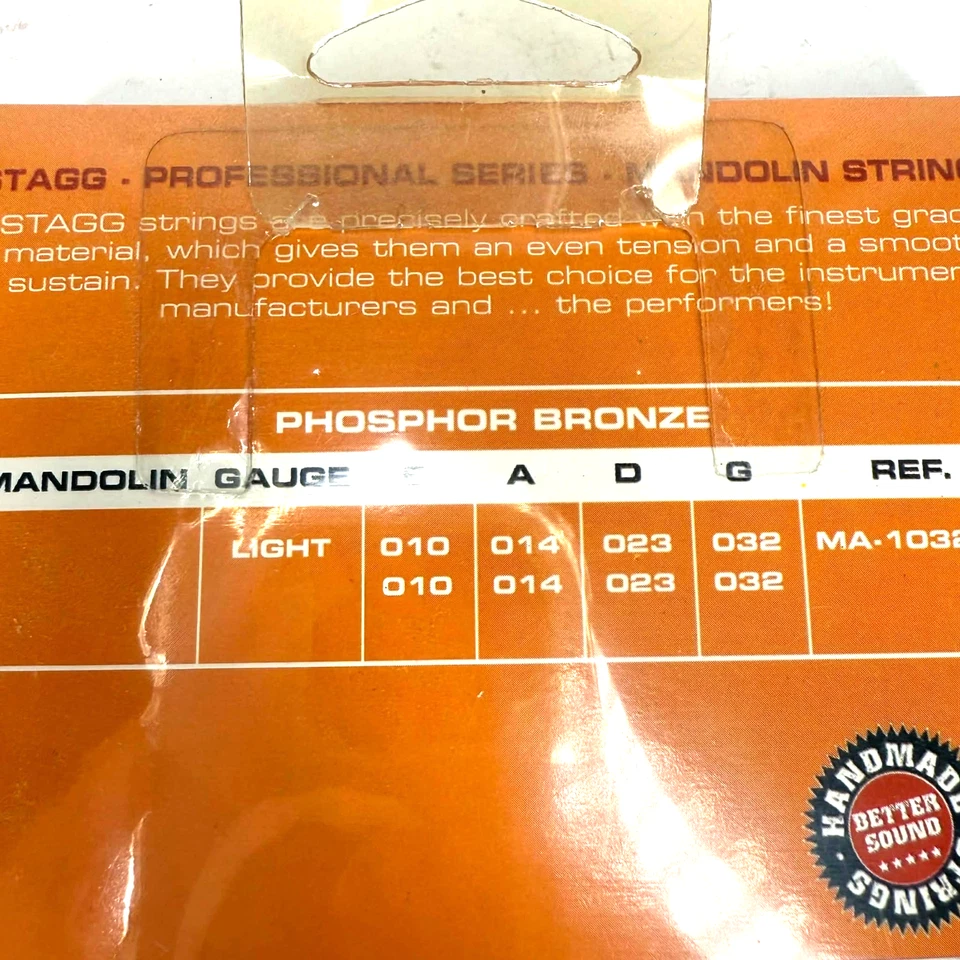 STAGG · PROFESSIONAL SERIES · MANDOLIN STRING
STAGG strings are precisely crafted with the finest grad
material, which gives them an even tension and a smoot
sustain. They provide the best choice for the instrumen
manufacturers and ... the performers!
PHOSPHOR BRONZE
MANDOLIN GAUGE E A D G REF.
LIGHT 010 014 023 032 MA-1032
010 014 023 032
HANDMADE STRINGS
BETTER
SOUND